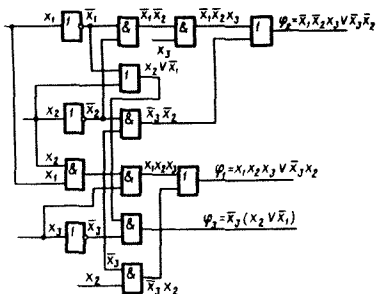 x₁ 1 x̄₁ & x̄₁x̄₂ & x̄₁x̄₂x₃ 1 φ₂=x̄₁x̄₂x₃∨x̄₃x̄₂
x₃
1 x₂∨x̄₁
x₂ 1 x̄₂ & x̄₃x̄₂
x₂
x₁ & & x₁x₂x₃ 1 φ₁=x₁x₂x₃∨x̄₃x₂
x₃ 1 x̄₃ & φ₃=x̄₃(x₂∨x̄₁)
x̄₃
x₂ & x̄₃x₂